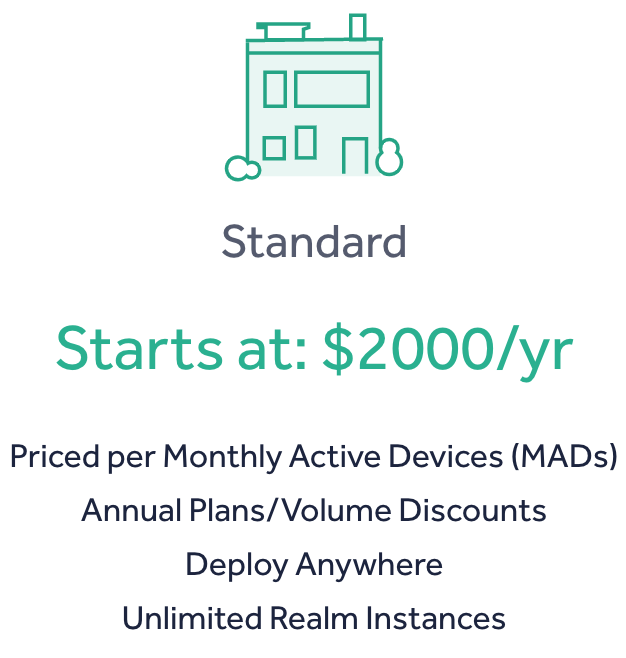 Standard
Starts at: $2000/yr
Priced per Monthly Active Devices (MADs)
Annual Plans/Volume Discounts
Deploy Anywhere
Unlimited Realm Instances